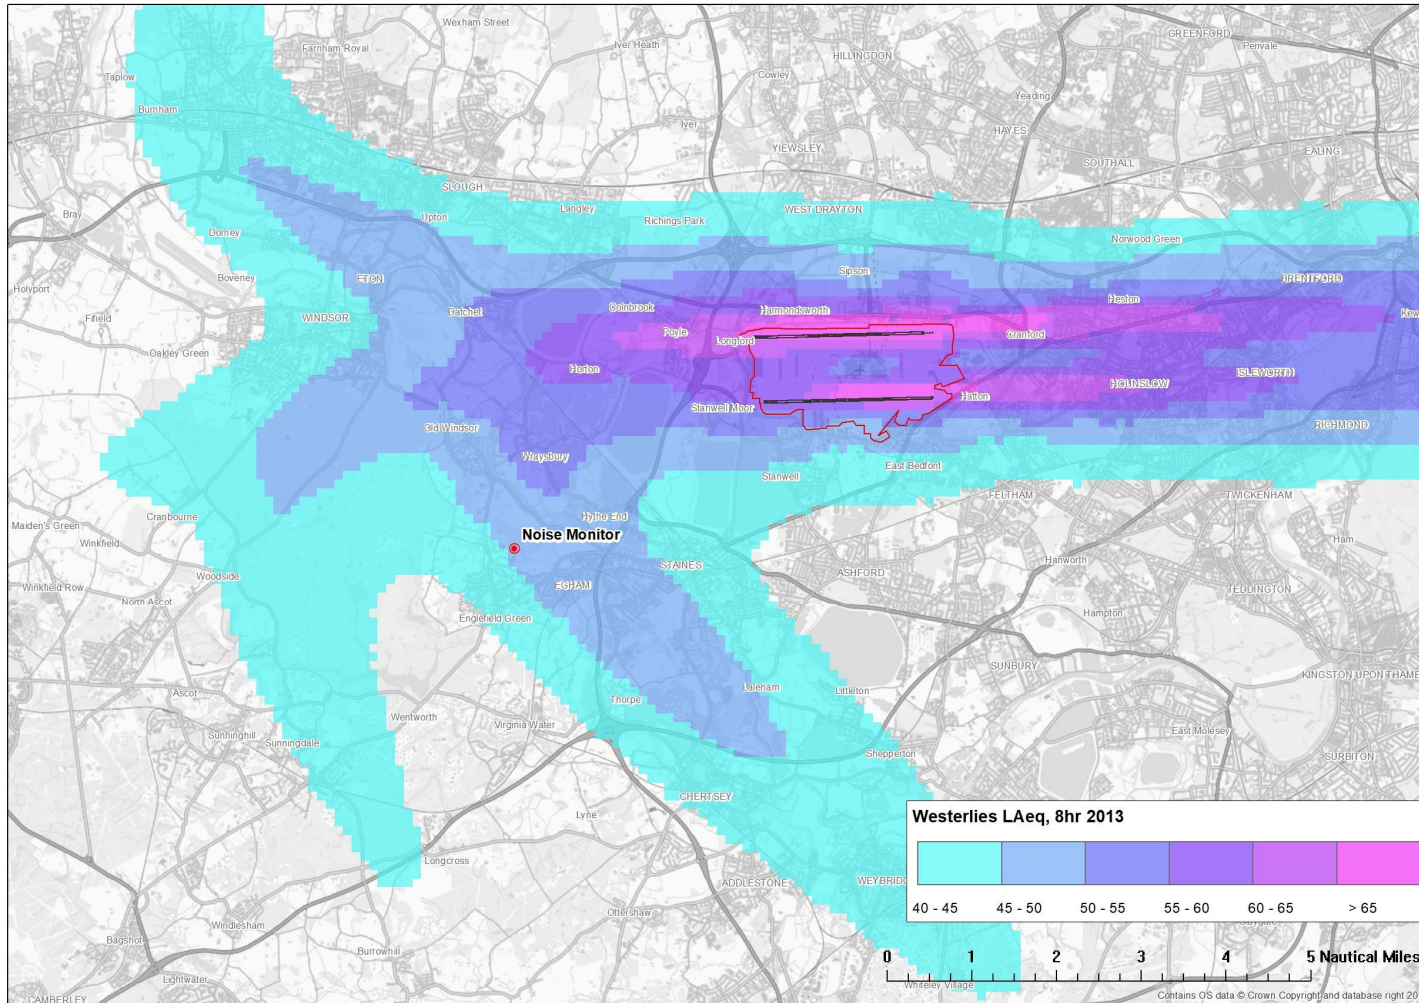 Wexham Street
GREENFORD
Farnham Royal
Iver Heath
Perivale
HILLINGDON
Taplow
Cowley
Yeading
Burnham
Iver
HAYES
YIEWSLEY
EALING
SOUTHALL
SLOUGH
Bray
Upton
Langley
Richings Park
WEST DRAYTON
Dorney
Norwood Green
Sipson
Boveney
ETON
BRENTFORD
Holyport
Colnbrook
Harmondsworth
Heston
Datchet
Fifield
WINDSOR
Poyle
Longford
Cranford
Kew
Oakley Green
Horton
HOUNSLOW
ISLEWORTH
Stanwell Moor
Hatton
Old Windsor
RICHMOND
Wraysbury
East Bedfont
Stanwell
FELTHAM
TWICKENHAM
Cranbourne
Hythe End
Maiden's Green
Noise Monitor
Ham
Winkfield
Hanworth
STAINES
ASHFORD
Woodside
EGHAM
Winkfield Row
TEDDINGTON
North Ascot
Hampton
Englefield Green
SUNBURY
KINGSTON UPON THAME
Ascot
Laleham
Littleton
Thorpe
Wentworth
Virginia Water
East Molesey
Sunninghill
Sunningdale
Shepperton
SURBITON
CHERTSEY
Lyne
Westerlies LAeq, 8hr 2013
Longcross
ADDLESTONE
WEYBRIDG
40 - 45 45 - 50 50 - 55 55 - 60 60 - 65 > 65
Ottershaw
Windlesham
Bagshot
Burrowhill
0 1 2 3 4 5 Nautical Miles
Lightwater
Whiteley Village
CAMBERLEY
Contains OS data © Crown Copyright and database right 20